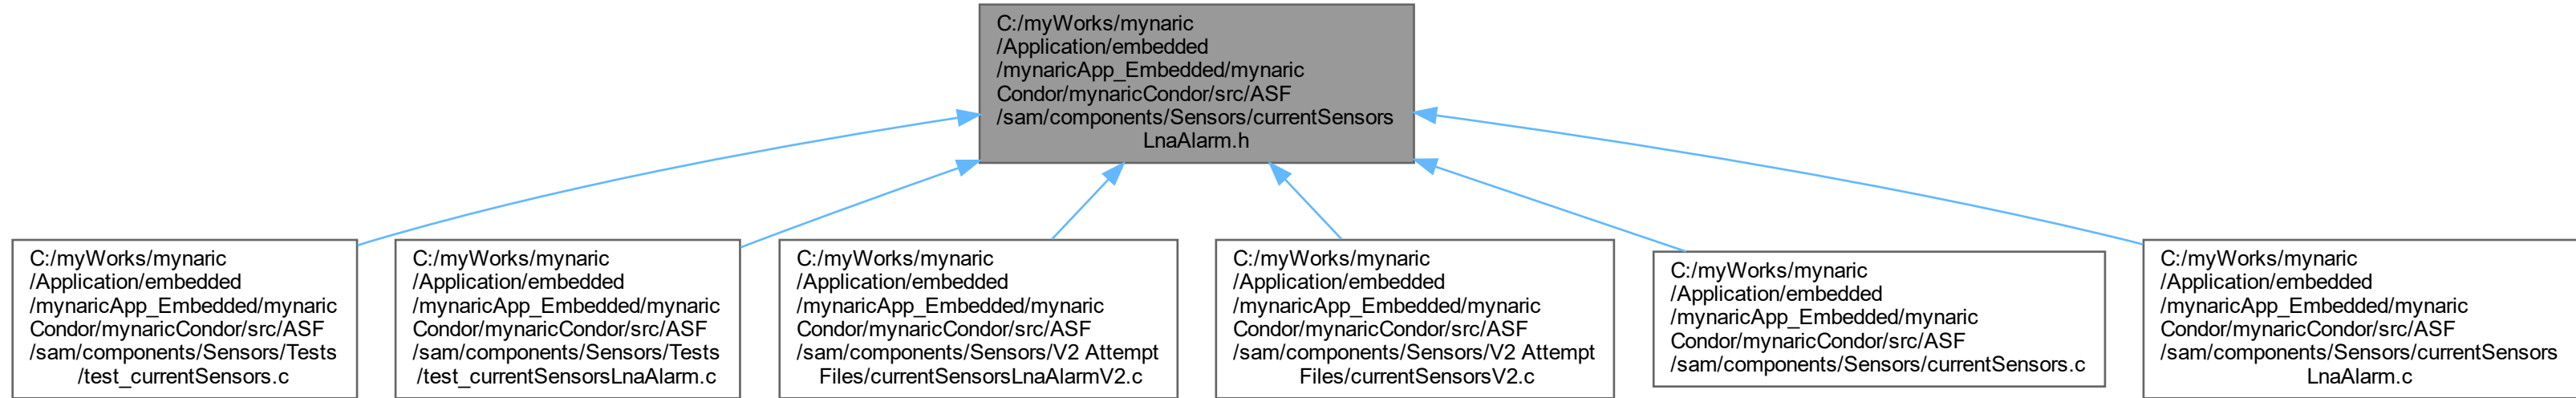 C:/myWorks/mynaric
/Application/embedded
/mynaricApp_Embedded/mynaric
Condor/mynaricCondor/src/ASF
/sam/components/Sensors/currentSensors
LnaAlarm.h
C:/myWorks/mynaric
/Application/embedded
/mynaricApp_Embedded/mynaric
Condor/mynaricCondor/src/ASF
/sam/components/Sensors/Tests
/test_currentSensors.c
C:/myWorks/mynaric
/Application/embedded
/mynaricApp_Embedded/mynaric
Condor/mynaricCondor/src/ASF
/sam/components/Sensors/Tests
/test_currentSensorsLnaAlarm.c
C:/myWorks/mynaric
/Application/embedded
/mynaricApp_Embedded/mynaric
Condor/mynaricCondor/src/ASF
/sam/components/Sensors/V2 Attempt
Files/currentSensorsLnaAlarmV2.c
C:/myWorks/mynaric
/Application/embedded
/mynaricApp_Embedded/mynaric
Condor/mynaricCondor/src/ASF
/sam/components/Sensors/V2 Attempt
Files/currentSensorsV2.c
C:/myWorks/mynaric
/Application/embedded
/mynaricApp_Embedded/mynaric
Condor/mynaricCondor/src/ASF
/sam/components/Sensors/currentSensors.c
C:/myWorks/mynaric
/Application/embedded
/mynaricApp_Embedded/mynaric
Condor/mynaricCondor/src/ASF
/sam/components/Sensors/currentSensors
LnaAlarm.c